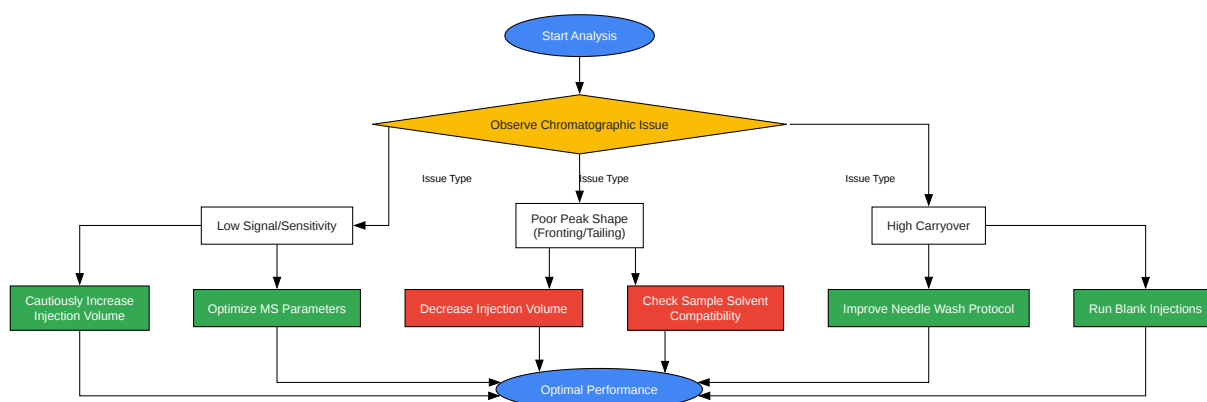 Start Analysis
Observe Chromatographic Issue
Issue Type
Issue Type
Issue Type
Low Signal/Sensitivity
Poor Peak Shape
(Fronting/Tailing)
High Carryover
Cautiously Increase
Injection Volume
Optimize MS Parameters
Decrease Injection Volume
Check Sample Solvent
Compatibility
Improve Needle Wash Protocol
Run Blank Injections
Optimal Performance